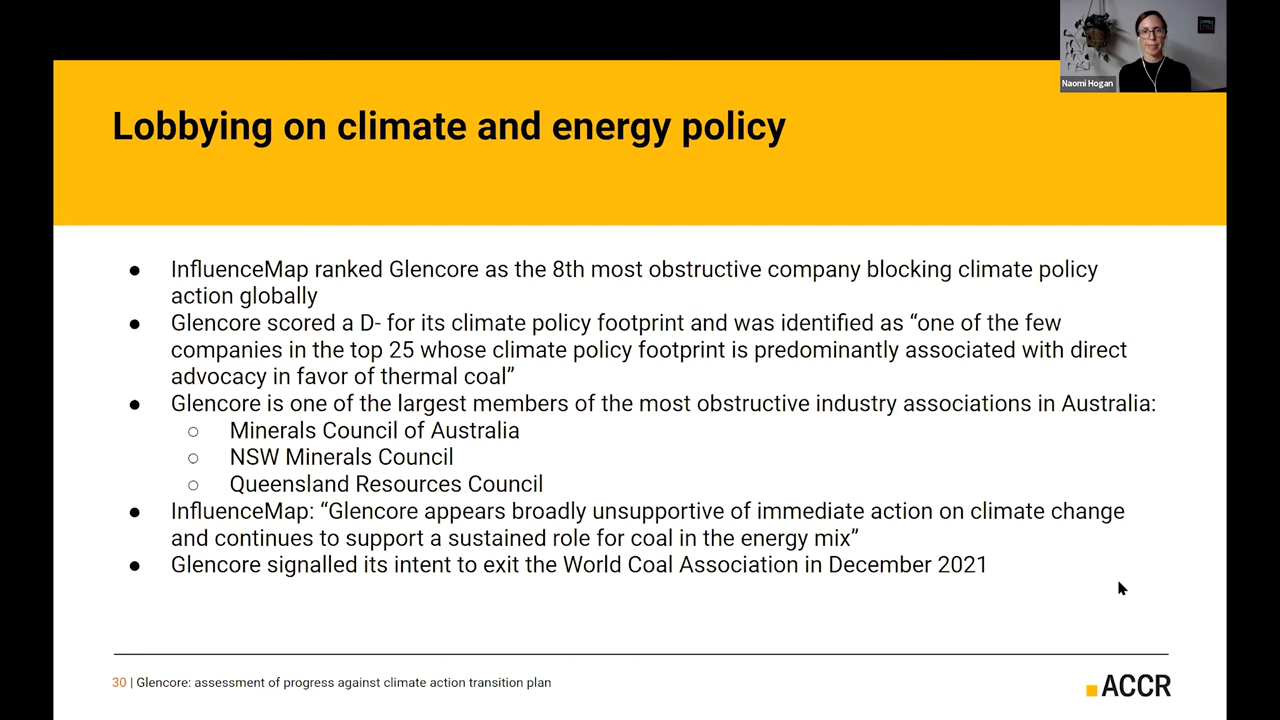 Naomi Hogan
Lobbying on climate and energy policy
● InfluenceMap ranked Glencore as the 8th most obstructive company blocking climate policy
action globally
● Glencore scored a D- for its climate policy footprint and was identified as “one of the few
companies in the top 25 whose climate policy footprint is predominantly associated with direct
advocacy in favor of thermal coal”
● Glencore is one of the largest members of the most obstructive industry associations in Australia:
○ Minerals Council of Australia
○ NSW Minerals Council
○ Queensland Resources Council
● InfluenceMap: “Glencore appears broadly unsupportive of immediate action on climate change
and continues to support a sustained role for coal in the energy mix”
● Glencore signalled its intent to exit the World Coal Association in December 2021
30 | Glencore: assessment of progress against climate action transition plan
ACCR